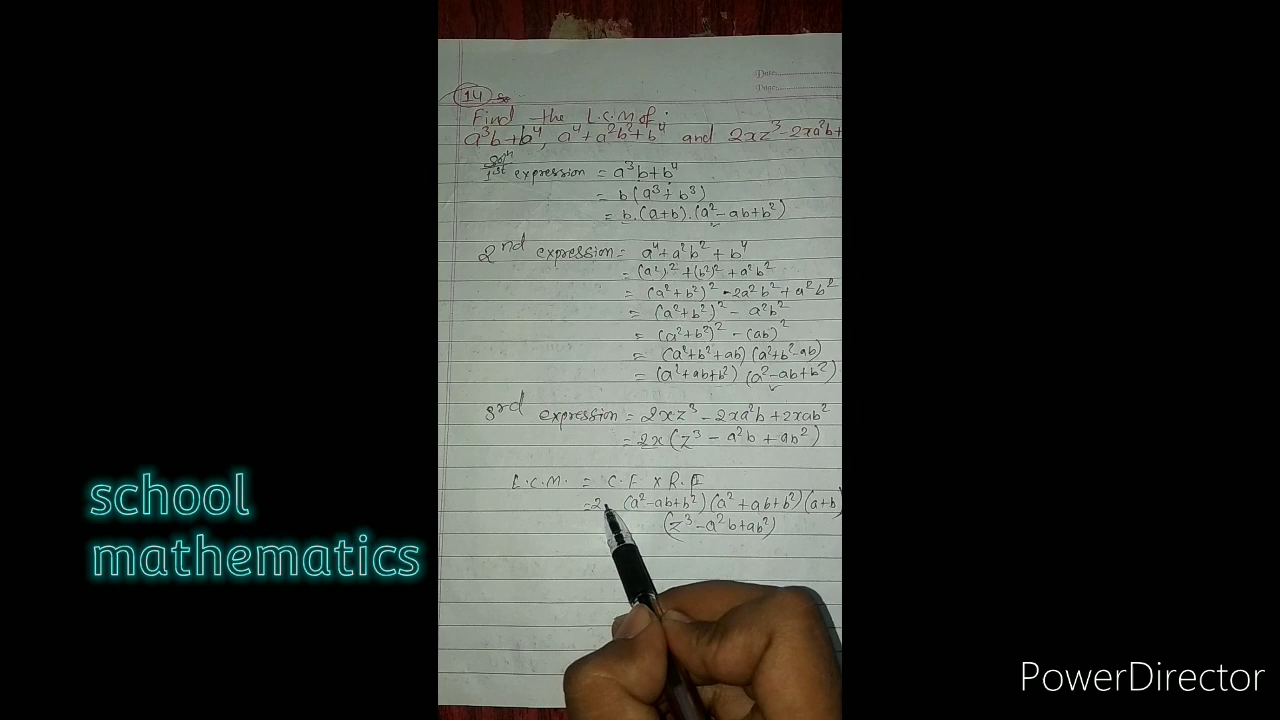 Date:
Page:
14
Find the L.C.M of:
a³b+b⁴, a⁴+a²b²+b⁴ and 2xz³-2xa²b+
Solⁿ
1st expression = a³b+b⁴
= b(a³+b³)
= b.(a+b).(a²-ab+b²)
2nd expression = a⁴+a²b²+b⁴
= (a²)²+(b²)²+a²b²
= (a²+b²)²-2a²b²+a²b²
= (a²+b²)²-a²b²
= (a²+b²)²-(ab)²
= (a²+b²+ab)(a²+b²-ab)
= (a²+ab+b²)(a²-ab+b²)
3rd expression = 2xz³-2xa²b+2xab²
= 2x(z³-a²b+ab²)
L.C.M. = C.F × R.F
=2 (a²-ab+b²)(a²+ab+b²)(a+b)
(z³-a²b+ab²)
school
mathematics
PowerDirector